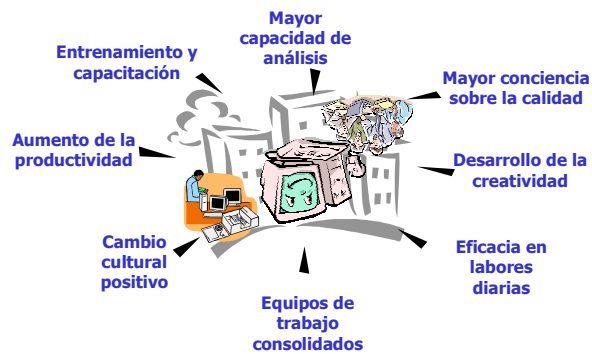 Mayor
capacidad de
análisis
Entrenamiento y
capacitación
Mayor conciencia
sobre la calidad
Aumento de la
productividad
Desarrollo de la
creatividad
Cambio
cultural
positivo
Eficacia en
labores
diarias
Equipos de
trabajo
consolidados